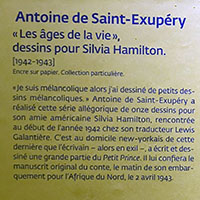 Antoine de Saint-Exupéry
« Les âges de la vie »,
dessins pour Silvia Hamilton.
[1942-1943]
Encre sur papier. Collection particulière.
« Je suis mélancolique alors j'ai dessiné de petits des-
sins mélancoliques. » Antoine de Saint-Exupéry a
réalisé cette série allégorique de onze dessins pour
son amie américaine Silvia Hamilton, rencontrée
au début de l'année 1942 chez son traducteur Lewis
Galantière. C'est au domicile new-yorkais de cette
dernière que l'écrivain – alors en exil –, a écrit et des-
siné une grande partie du Petit Prince. Il lui confiera le
manuscrit original du conte, le matin de son embar-
quement pour l'Afrique du Nord, le 2 avril 1943.